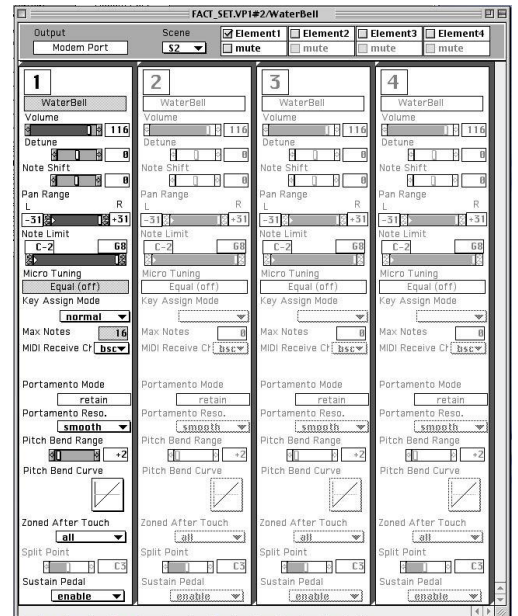 FACT_SET.VP1#2/WaterBell
Output Scene Element1 Element2 Element3 Element4
Modem Port S2 mute mute mute mute
1 2 3 4
WaterBell WaterBell WaterBell WaterBell
Volume Volume Volume Volume
116 116 116 116
Detune Detune Detune Detune
0 0 0 0
Note Shift Note Shift Note Shift Note Shift
0 0 0 0
Pan Range Pan Range Pan Range Pan Range
L R L R L R L R
-31 +31 -31 +31 -31 +31 -31 +31
Note Limit Note Limit Note Limit Note Limit
C-2 G8 C-2 G8 C-2 G8 C-2 G8
Micro Tuning Micro Tuning Micro Tuning Micro Tuning
Equal (off) Equal (off) Equal (off) Equal (off)
Key Assign Mode Key Assign Mode Key Assign Mode Key Assign Mode
normal
Max Notes 16 Max Notes 0 Max Notes 0 Max Notes 0
MIDI Receive Ch bsc MIDI Receive Ch bsc MIDI Receive Ch bsc MIDI Receive Ch bsc
Portamento Mode Portamento Mode Portamento Mode Portamento Mode
retain retain retain retain
Portamento Reso. Portamento Reso. Portamento Reso. Portamento Reso.
smooth smooth smooth smooth
Pitch Bend Range Pitch Bend Range Pitch Bend Range Pitch Bend Range
+2 +2 +2 +2
Pitch Bend Curve Pitch Bend Curve Pitch Bend Curve Pitch Bend Curve
Zoned After Touch Zoned After Touch Zoned After Touch Zoned After Touch
all all all all
Split Point Split Point Split Point Split Point
C3 C3 C3 C3
Sustain Pedal Sustain Pedal Sustain Pedal Sustain Pedal
enable enable enable enable